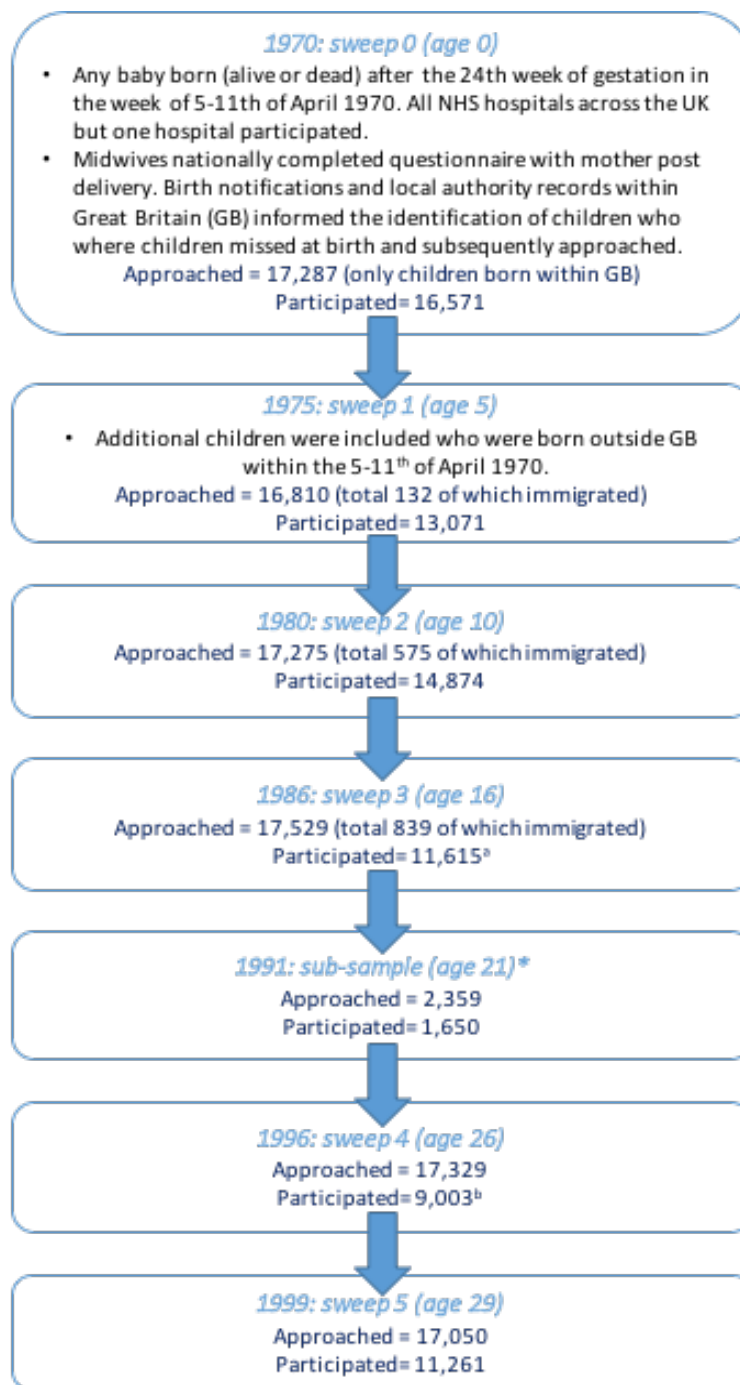 1970: sweep 0 (age 0)
• Any baby born (alive or dead) after the 24th week of gestation in
the week of 5-11th of April 1970. All NHS hospitals across the UK
but one hospital participated.
• Midwives nationally completed questionnaire with mother post
delivery. Birth notifications and local authority records within
Great Britain (GB) informed the identification of children who
where children missed at birth and subsequently approached.
Approached = 17,287 (only children born within GB)
Participated= 16,571
1975: sweep 1 (age 5)
• Additional children were included who were born outside GB
within the 5-11th of April 1970.
Approached = 16,810 (total 132 of which immigrated)
Participated= 13,071
1980: sweep 2 (age 10)
Approached = 17,275 (total 575 of which immigrated)
Participated= 14,874
1986: sweep 3 (age 16)
Approached = 17,529 (total 839 of which immigrated)
Participated= 11,615ᵃ
1991: sub-sample (age 21)*
Approached = 2,359
Participated= 1,650
1996: sweep 4 (age 26)
Approached = 17,329
Participated= 9,003ᵇ
1999: sweep 5 (age 29)
Approached = 17,050
Participated= 11,261